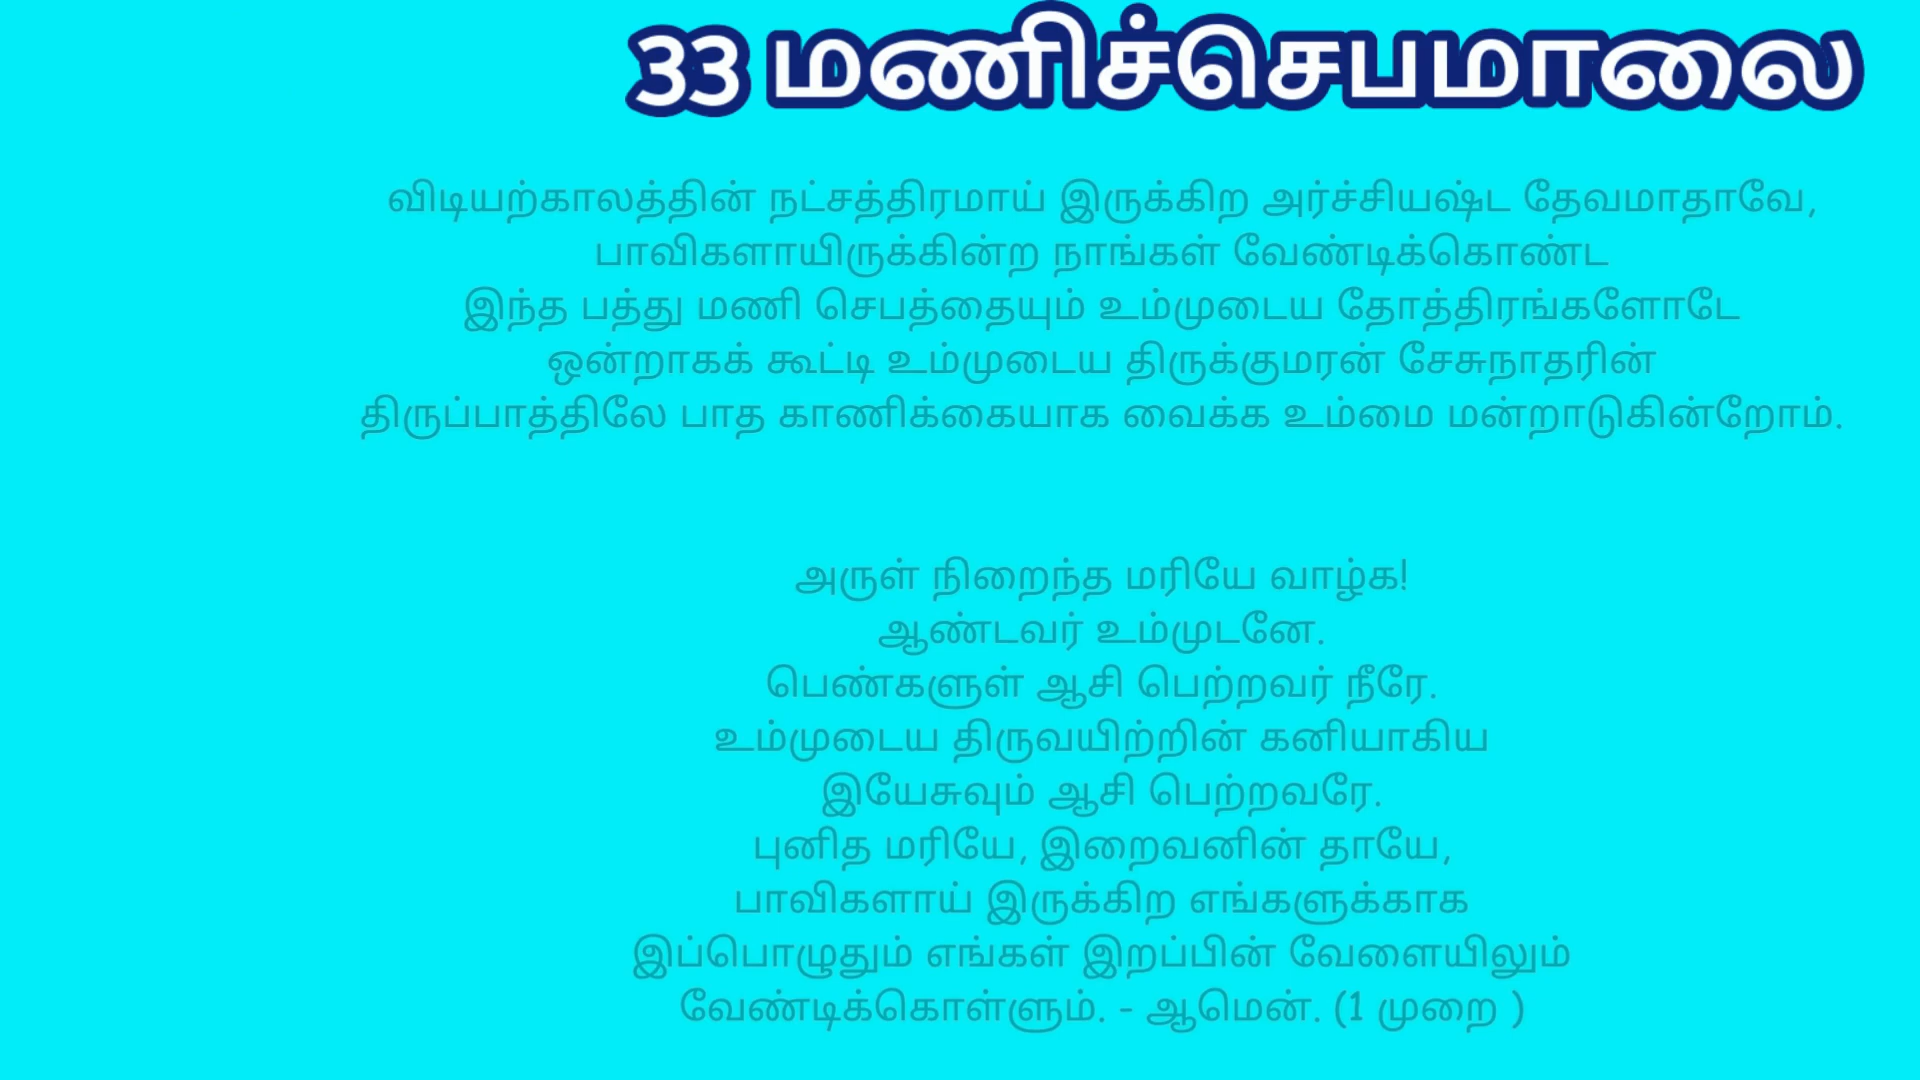 33 மணிச்செபமாலை
விடியற்காலத்தின் நட்சத்திரமாய் இருக்கிற அர்ச்சியஷ்ட தேவமாதாவே,
பாவிகளாயிருக்கின்ற நாங்கள் வேண்டிக்கொண்ட
இந்த பத்து மணி செபத்தையும் உம்முடைய தோத்திரங்களோடே
ஒன்றாகக் கூட்டி உம்முடைய திருக்குமரன் சேசுநாதரின்
திருப்பாத்திலே பாத காணிக்கையாக வைக்க உம்மை மன்றாடுகின்றோம்.
அருள் நிறைந்த மரியே வாழ்க!
ஆண்டவர் உம்முடனே.
பெண்களுள் ஆசி பெற்றவர் நீரே.
உம்முடைய திருவயிற்றின் கனியாகிய
இயேசுவும் ஆசி பெற்றவரே.
புனித மரியே, இறைவனின் தாயே,
பாவிகளாய் இருக்கிற எங்களுக்காக
இப்பொழுதும் எங்கள் இறப்பின் வேளையிலும்
வேண்டிக்கொள்ளும். - ஆமென். (1 முறை )